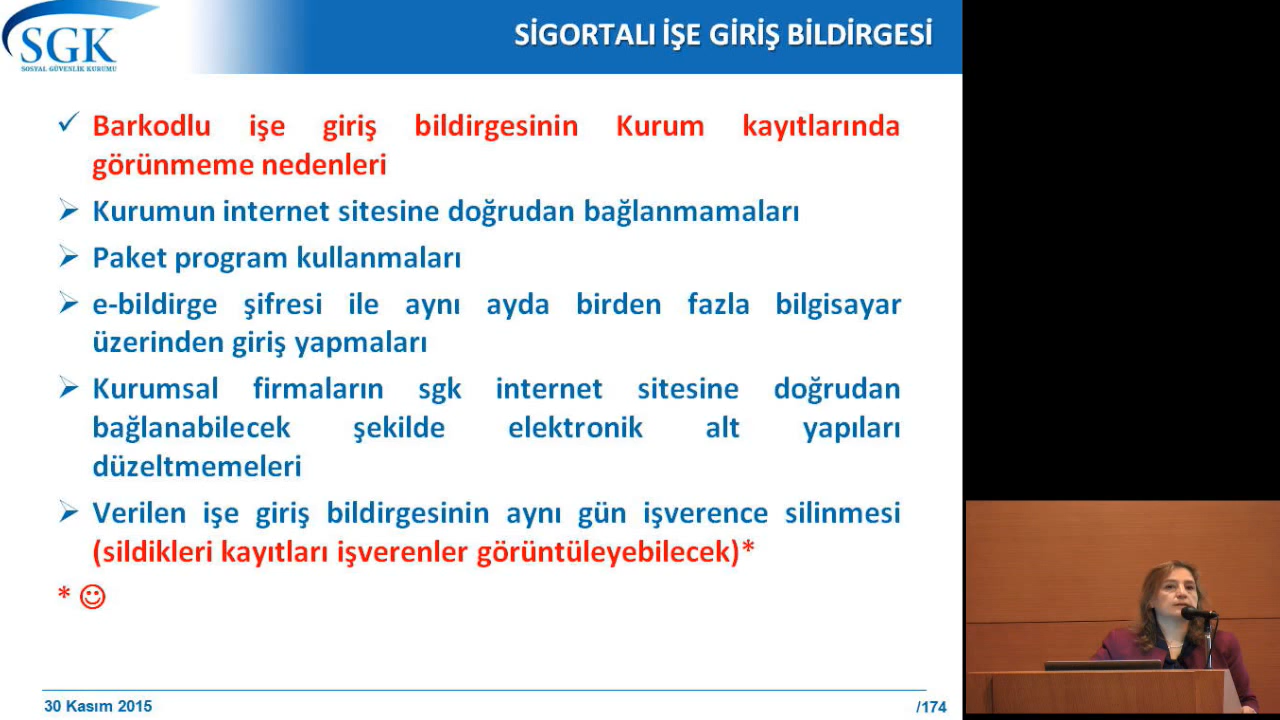 SGK
SOSYAL GÜVENLİK KURUMU
SİGORTALI İŞE GİRİŞ BİLDİRGESİ
✓ Barkodlu işe giriş bildirgesinin Kurum kayıtlarında
görünmeme nedenleri
➢ Kurumun internet sitesine doğrudan bağlanmamaları
➢ Paket program kullanmaları
➢ e-bildirge şifresi ile aynı ayda birden fazla bilgisayar
üzerinden giriş yapmaları
➢ Kurumsal firmaların sgk internet sitesine doğrudan
bağlanabilecek şekilde elektronik alt yapıları
düzeltmemeleri
➢ Verilen işe giriş bildirgesinin aynı gün işverence silinmesi
(sildikleri kayıtları işverenler görüntüleyebilecek)*
* ☺
30 Kasım 2015
/174